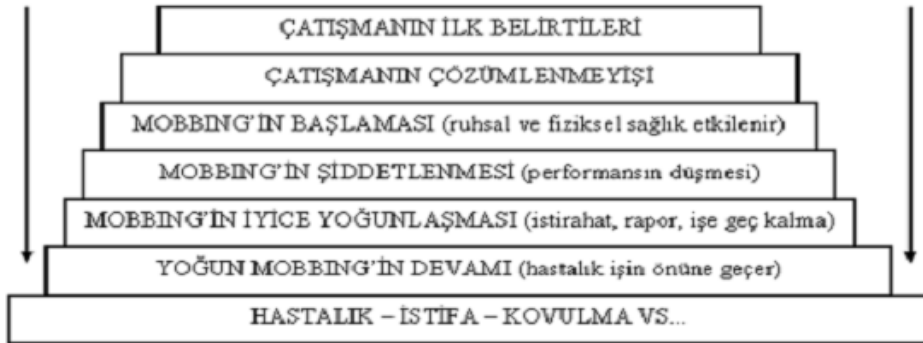 ÇATIŞMANIN İLK BELİRTİLERİ
ÇATIŞMANIN ÇÖZÜMLENMEYİŞİ
MOBBING'İN BAŞLAMASI (ruhsal ve fiziksel sağlık etkilenir)
MOBBING'İN ŞİDDETLENMESİ (performansın düşmesi)
MOBBING'İN İYİCE YOĞUNLAŞMASI (istirahat, rapor, işe geç kalma)
YOĞUN MOBBING'İN DEVAMI (hastalık işin önüne geçer)
HASTALIK – İSTİFA – KOVULMA VS...